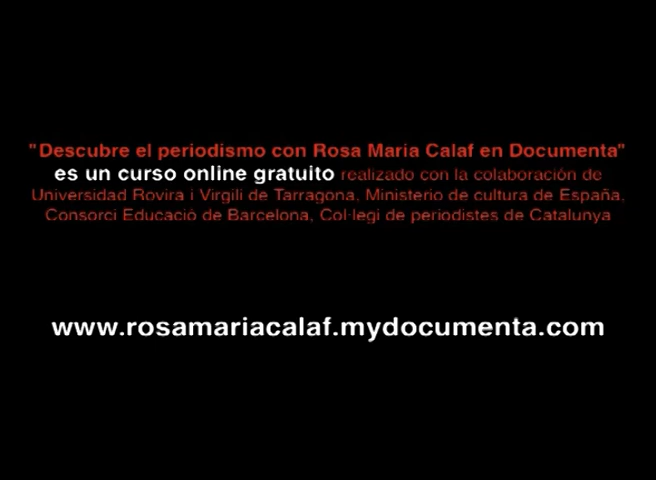 "Descubre el periodismo con Rosa Maria Calaf en Documenta"
es un curso online gratuito realizado con la colaboración de
Universidad Rovira i Virgili de Tarragona, Ministerio de cultura de España,
Consorci Educació de Barcelona, Col·legi de periodistes de Catalunya
www.rosamariacalaf.mydocumenta.com